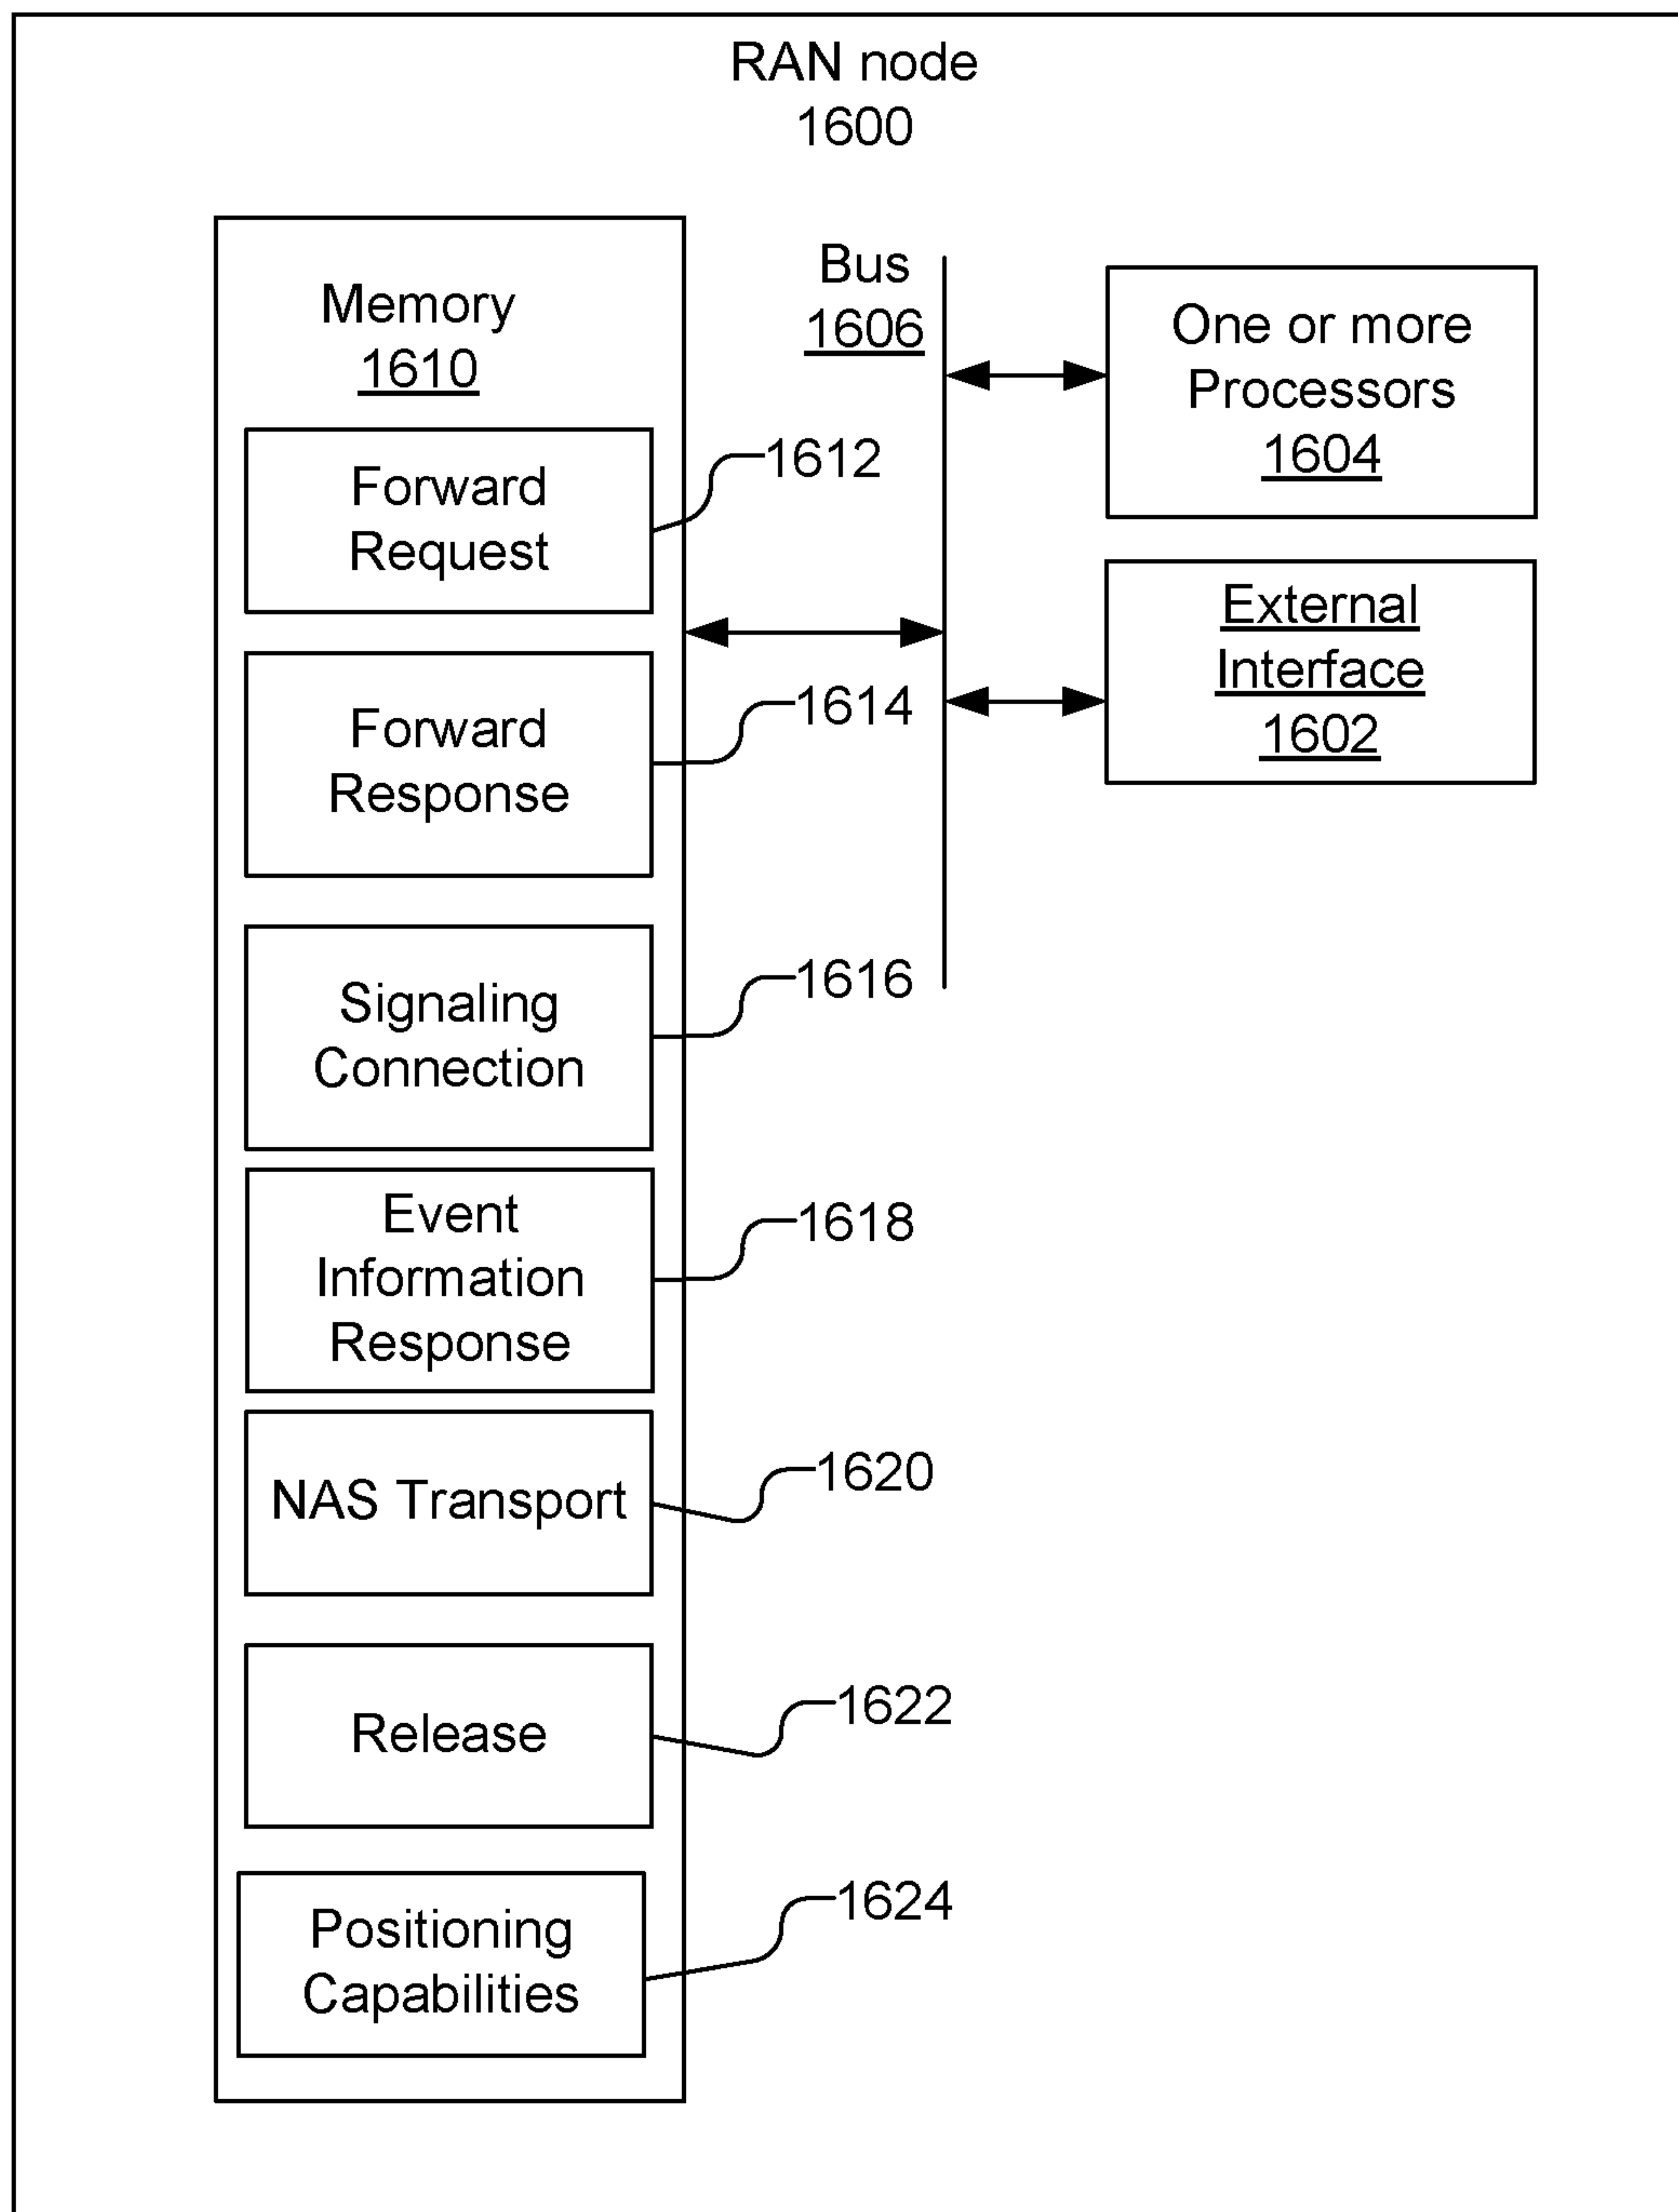 RAN node
1600
Memory
1610
Bus
1606
One or more
Processors
1604
External
Interface
1602
Forward
Request
1612
Forward
Response
1614
Signaling
Connection
1616
Event
Information
Response
1618
NAS Transport
1620
Release
1622
Positioning
Capabilities
1624